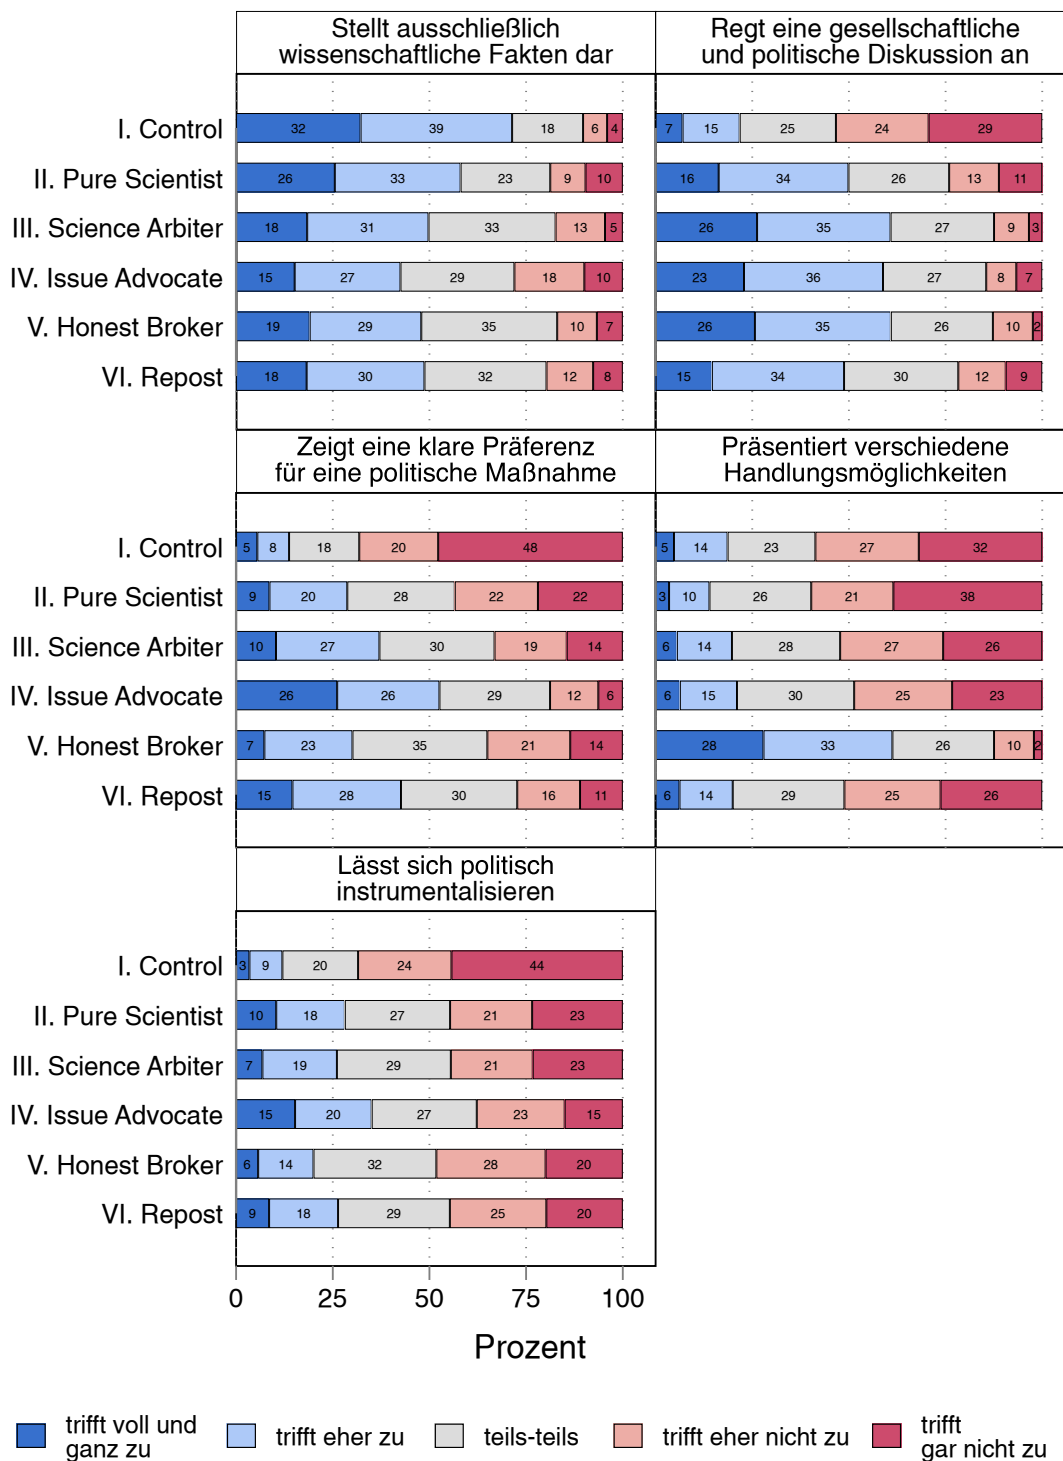 Stellt ausschließlich
wissenschaftliche Fakten dar
Regt eine gesellschaftliche
und politische Diskussion an
I. Control 32 39 18 6 4 7 15 25 24 29
II. Pure Scientist 26 33 23 9 10 16 34 26 13 11
III. Science Arbiter 18 31 33 13 5 26 35 27 9 3
IV. Issue Advocate 15 27 29 18 10 23 36 27 8 7
V. Honest Broker 19 29 35 10 7 26 35 26 10 2
VI. Repost 18 30 32 12 8 15 34 30 12 9
Zeigt eine klare Präferenz
für eine politische Maßnahme
Präsentiert verschiedene
Handlungsmöglichkeiten
I. Control 5 8 18 20 48 5 14 23 27 32
II. Pure Scientist 9 20 28 22 22 3 10 26 21 38
III. Science Arbiter 10 27 30 19 14 6 14 28 27 26
IV. Issue Advocate 26 26 29 12 6 6 15 30 25 23
V. Honest Broker 7 23 35 21 14 28 33 26 10 2
VI. Repost 15 28 30 16 11 6 14 29 25 26
Lässt sich politisch
instrumentalisieren
I. Control 3 9 20 24 44
II. Pure Scientist 10 18 27 21 23
III. Science Arbiter 7 19 29 21 23
IV. Issue Advocate 15 20 27 23 15
V. Honest Broker 6 14 32 28 20
VI. Repost 9 18 29 25 20
0 25 50 75 100
Prozent
trifft voll und
ganz zu
trifft eher zu
teils-teils
trifft eher nicht zu
trifft
gar nicht zu